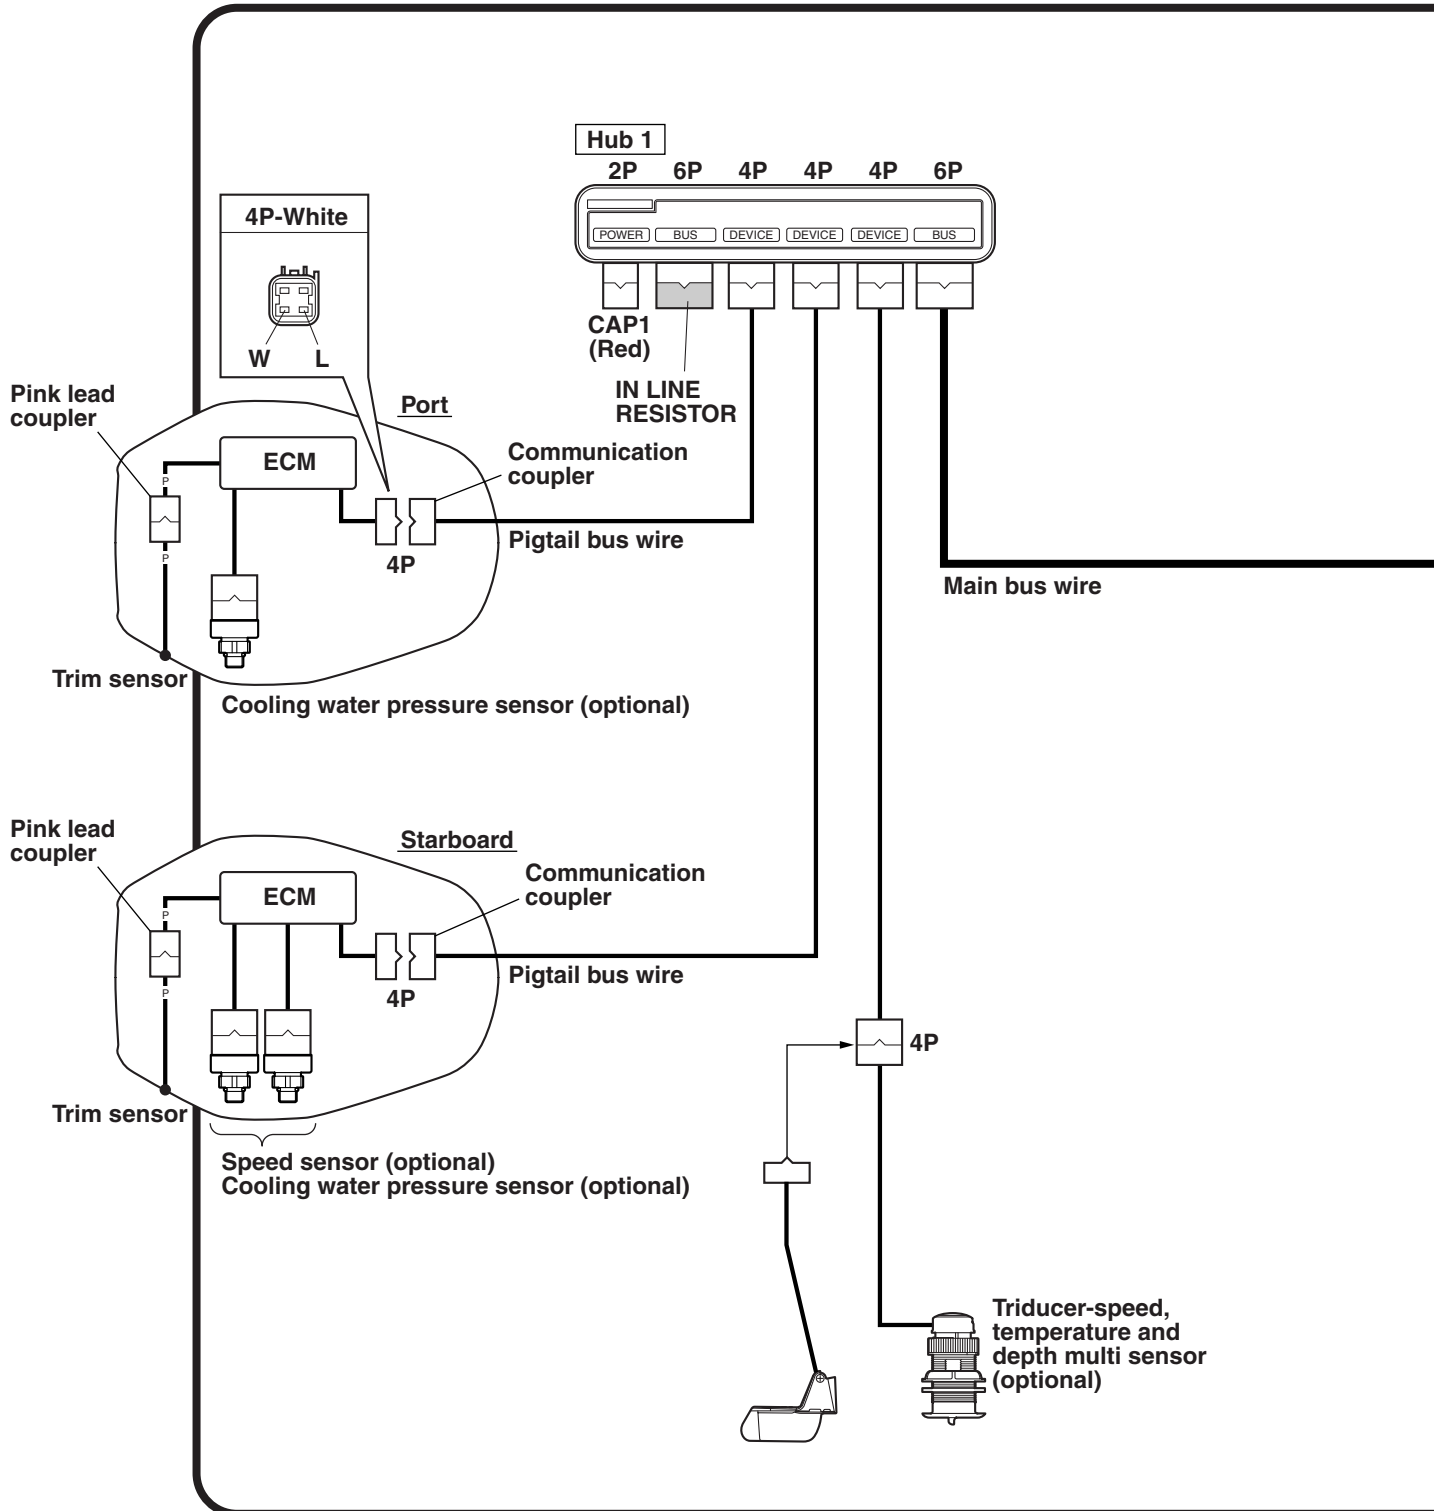 Hub 1
2P 6P 4P 4P 4P 6P
POWER BUS DEVICE DEVICE DEVICE BUS
CAP1
(Red)
IN LINE
RESISTOR
4P-White
W L
Pink lead
coupler
Port
ECM
P
P
Communication
coupler
4P
Pigtail bus wire
Main bus wire
Trim sensor
Cooling water pressure sensor (optional)
Pink lead
coupler
Starboard
ECM
P
P
Communication
coupler
4P
Pigtail bus wire
4P
Trim sensor
Speed sensor (optional)
Cooling water pressure sensor (optional)
Triducer-speed,
temperature and
depth multi sensor
(optional)